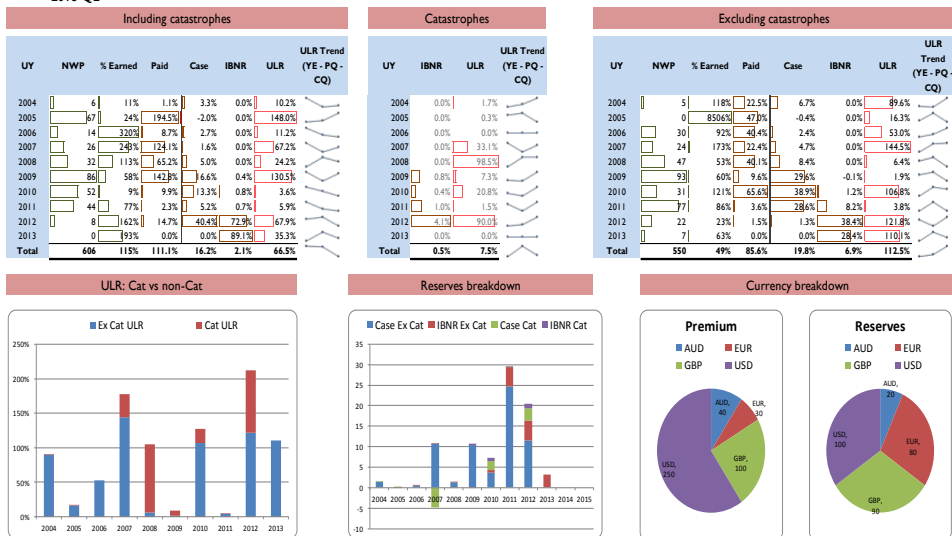 Including catastrophes
UY NWP % Earned Paid Case IBNR ULR ULR Trend (YE - PQ - CQ)
2004 6 11% 1.1% 3.3% 0.0% 10.2%
2005 67 24% 194.5% -2.0% 0.0% 148.0%
2006 14 320% 8.7% 2.7% 0.0% 11.2%
2007 26 243% 124.1% 1.6% 0.0% 67.2%
2008 32 113% 65.2% 5.0% 0.0% 24.2%
2009 86 58% 142.8% 16.6% 0.4% 130.5%
2010 52 9% 9.9% 13.3% 0.8% 3.6%
2011 44 77% 2.3% 5.2% 0.7% 5.9%
2012 8 162% 14.7% 40.4% 72.9% 67.9%
2013 0 193% 0.0% 0.0% 89.1% 35.3%
Total 606 115% 111.1% 16.2% 2.1% 66.5%
Catastrophes
IBNR ULR ULR Trend (YE - PQ - CQ)
2004 0.0% 1.7%
2005 0.0% 0.3%
2006 0.0% 0.0%
2007 0.0% 33.1%
2008 0.0% 98.5%
2009 0.8% 7.3%
2010 0.4% 20.8%
2011 1.0% 1.5%
2012 4.1% 90.0%
2013 0.0% 0.0%
Total 0.5% 7.5%
Excluding catastrophes
UY NWP % Earned Paid Case IBNR ULR ULR Trend (YE - PQ - CQ)
2004 5 118% 22.5% 6.7% 0.0% 89.6%
2005 0 8506% 47.0% -0.4% 0.0% 16.3%
2006 30 92% 40.4% 2.4% 0.0% 53.0%
2007 24 173% 22.4% 4.7% 0.0% 144.5%
2008 47 53% 40.1% 8.4% 0.0% 6.4%
2009 93 60% 9.6% 29.6% -0.1% 1.9%
2010 31 121% 65.6% 38.9% 1.2% 106.8%
2011 77 86% 3.6% 28.6% 8.2% 3.8%
2012 22 23% 1.5% 1.3% 38.4% 121.8%
2013 7 63% 0.0% 0.0% 28.4% 110.1%
Total 550 49% 85.6% 19.8% 6.9% 112.5%
ULR: Cat vs non-Cat
Ex Cat ULR Cat ULR
250%
200%
150%
100%
50%
0%
2004 2005 2006 2007 2008 2009 2010 2011 2012 2013
Reserves breakdown
Case Ex Cat IBNR Ex Cat Case Cat IBNR Cat
35
30
25
20
15
10
5
0
2004 2005 2006 2007 2008 2009 2010 2011 2012 2013 2014 2015
-5
-10
Currency breakdown
Premium
AUD EUR
GBP USD
AUD, 40
EUR, 30
GBP, 100
USD, 250
Reserves
AUD EUR
GBP USD
AUD, 20
EUR, 80
GBP, 90
USD, 100